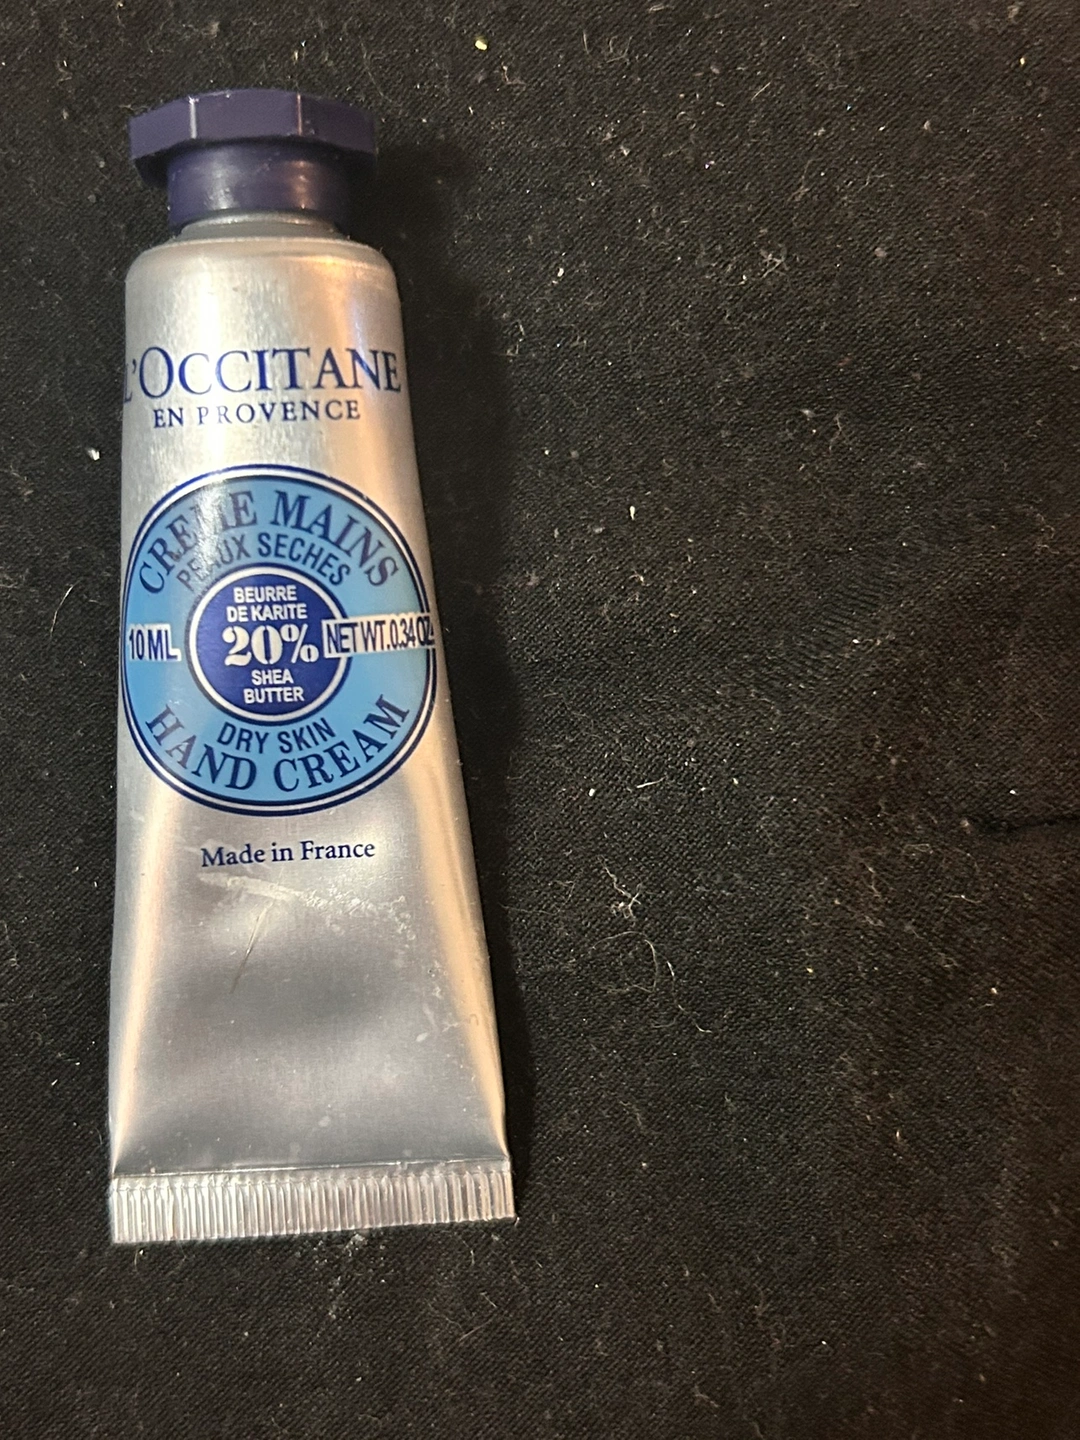 L'OCCITANE
EN PROVENCE
CREME MAINS
PEAUX SECHES
BEURRE
DE KARITE
10 ML
20%
NET WT. 0.34 OZ.
SHEA
BUTTER
DRY SKIN
HAND CREAM
Made in France